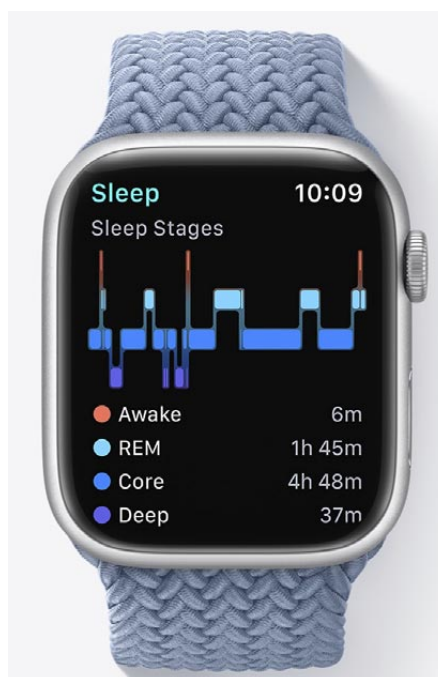 Sleep 10:09
Sleep Stages
Awake 6m
REM 1h 45m
Core 4h 48m
Deep 37m